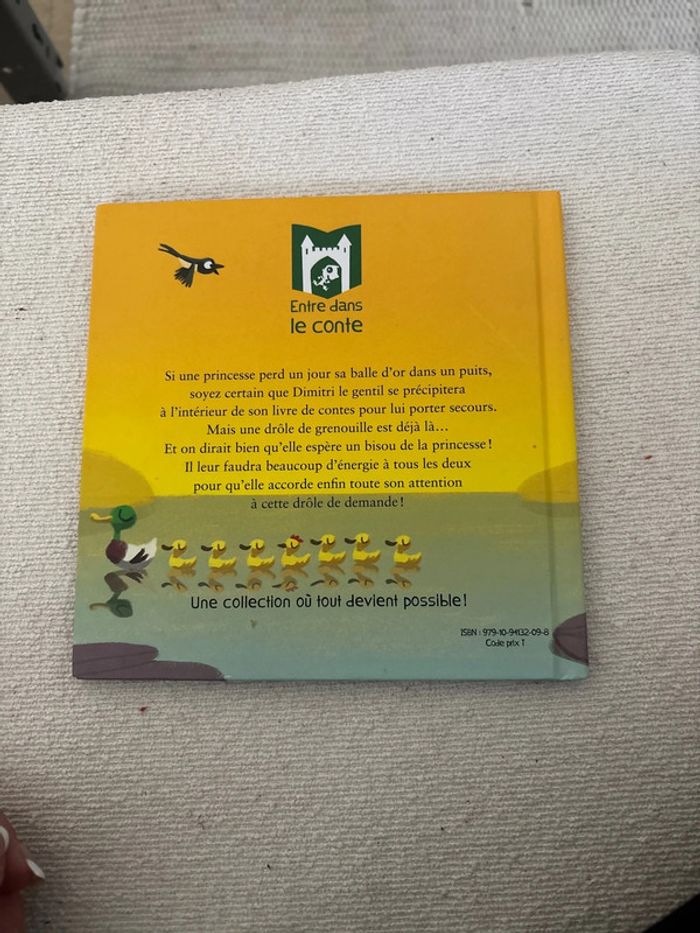 Entre dans
le conte
Si une princesse perd un jour sa balle d'or dans un puits,
soyez certain que Dimitri le gentil se précipitera
à l'intérieur de son livre de contes pour lui porter secours.
Mais une drôle de grenouille est déjà là...
Et on dirait bien qu'elle espère un bisou de la princesse !
Il leur faudra beaucoup d'énergie à tous les deux
pour qu'elle accorde enfin toute son attention
à cette drôle de demande !
Une collection où tout devient possible !
ISBN : 979-10-94132-09-8
Code prix 1